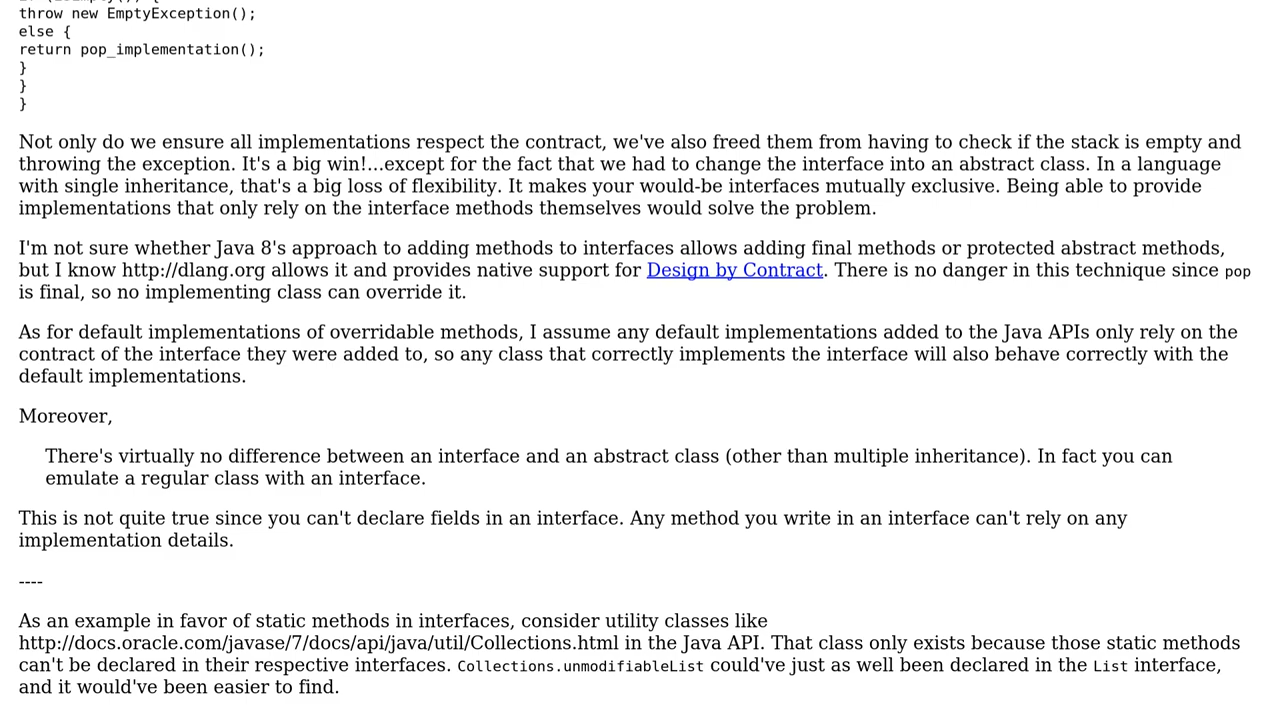 throw new EmptyException();
else {
return pop_implementation();
}
}
}
Not only do we ensure all implementations respect the contract, we've also freed them from having to check if the stack is empty and
throwing the exception. It's a big win!...except for the fact that we had to change the interface into an abstract class. In a language
with single inheritance, that's a big loss of flexibility. It makes your would-be interfaces mutually exclusive. Being able to provide
implementations that only rely on the interface methods themselves would solve the problem.
I'm not sure whether Java 8's approach to adding methods to interfaces allows adding final methods or protected abstract methods,
but I know http://dlang.org allows it and provides native support for Design by Contract. There is no danger in this technique since pop
is final, so no implementing class can override it.
As for default implementations of overridable methods, I assume any default implementations added to the Java APIs only rely on the
contract of the interface they were added to, so any class that correctly implements the interface will also behave correctly with the
default implementations.
Moreover,
There's virtually no difference between an interface and an abstract class (other than multiple inheritance). In fact you can
emulate a regular class with an interface.
This is not quite true since you can't declare fields in an interface. Any method you write in an interface can't rely on any
implementation details.
----
As an example in favor of static methods in interfaces, consider utility classes like
http://docs.oracle.com/javase/7/docs/api/java/util/Collections.html in the Java API. That class only exists because those static methods
can't be declared in their respective interfaces. Collections.unmodifiableList could've just as well been declared in the List interface,
and it would've been easier to find.